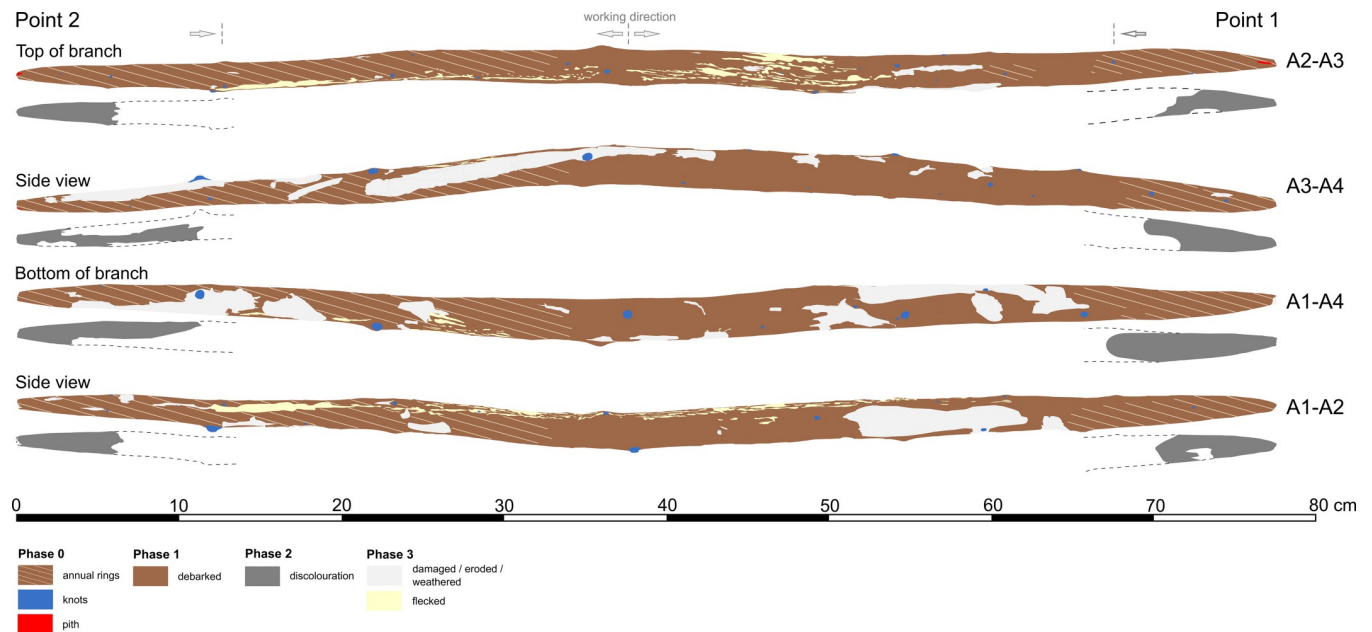 Point 2
working direction
Point 1
Top of branch
A2-A3
Side view
A3-A4
Bottom of branch
A1-A4
Side view
A1-A2
0 10 20 30 40 50 60 70 80 cm
Phase 0 Phase 1 Phase 2 Phase 3
annual rings debarked discolouration damaged / eroded /
weathered
knots flecked
pith